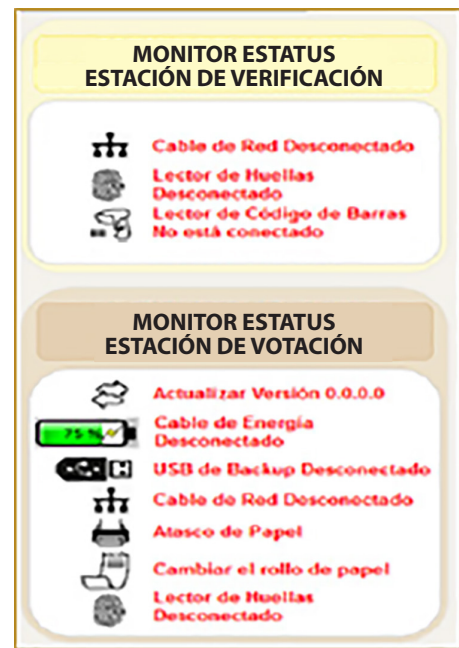 MONITOR ESTATUS
ESTACIÓN DE VERIFICACIÓN
Cable de Red Desconectado
Lector de Huellas
Desconectado
Lector de Código de Barras
No está conectado
MONITOR ESTATUS
ESTACIÓN DE VOTACIÓN
Actualizar Versión 0.0.0.0
75 %
Cable de Energía
Desconectado
USB de Backup Desconectado
Cable de Red Desconectado
Atasco de Papel
Cambiar el rollo de papel
Lector de Huellas
Desconectado